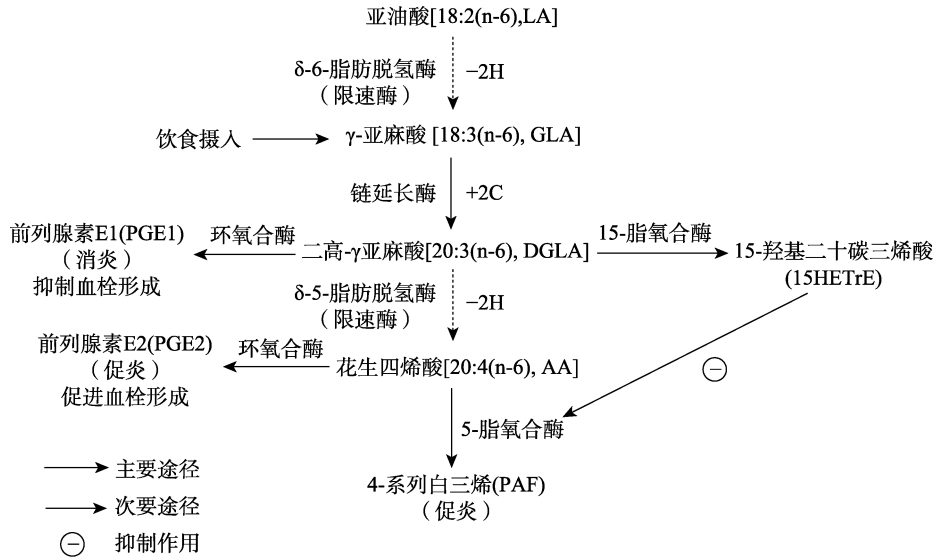 亚油酸[18:2(n-6),LA]
δ-6-脂肪脱氢酶
（限速酶）
−2H
饮食摄入
γ-亚麻酸 [18:3(n-6), GLA]
链延长酶
+2C
前列腺素E1(PGE1)
（消炎）
抑制血栓形成
环氧合酶
二高-γ亚麻酸[20:3(n-6), DGLA]
15-脂氧合酶
15-羟基二十碳三烯酸
(15HETrE)
δ-5-脂肪脱氢酶
（限速酶）
−2H
前列腺素E2(PGE2)
（促炎）
促进血栓形成
环氧合酶
花生四烯酸[20:4(n-6), AA]
−
5-脂氧合酶
4-系列白三烯(PAF)
（促炎）
主要途径
次要途径
− 抑制作用